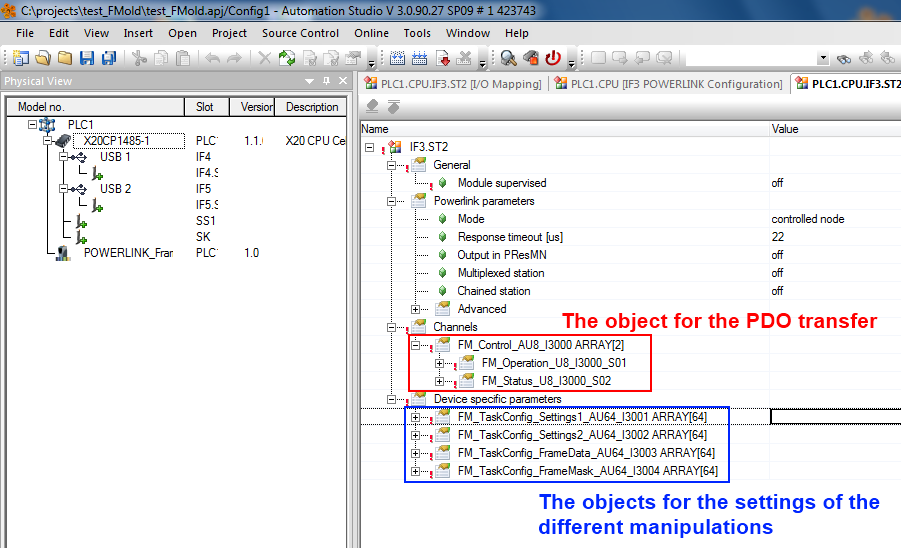 C:\projects\test_FMold\test_FMold.apj/Config1 - Automation Studio V 3.0.90.27 SP09 # 1 423743
File Edit View Insert Open Project Source Control Online Tools Window Help
Physical View
PLC1.CPU.IF3.ST2 [I/O Mapping] PLC1.CPU [IF3 POWERLINK Configuration] PLC1.CPU.IF3.ST2
Model no. Slot Version Description
PLC1
X20CP1485-1 PLC 1.1. X20 CPU Ce
USB 1 IF4
IF4.S
USB 2 IF5
IF5.S
SS1
SK
POWERLINK_Fram PLC 1.0
Name Value
IF3.ST2
General
Module supervised off
Powerlink parameters
Mode controlled node
Response timeout [us] 22
Output in PResMN off
Multiplexed station off
Chained station off
Advanced
The object for the PDO transfer
Channels
FM_Control_AU8_I3000 ARRAY[2]
FM_Operation_U8_I3000_S01
FM_Status_U8_I3000_S02
Device specific parameters
FM_TaskConfig_Settings1_AU64_I3001 ARRAY[64]
FM_TaskConfig_Settings2_AU64_I3002 ARRAY[64]
FM_TaskConfig_FrameData_AU64_I3003 ARRAY[64]
FM_TaskConfig_FrameMask_AU64_I3004 ARRAY[64]
The objects for the settings of the
different manipulations